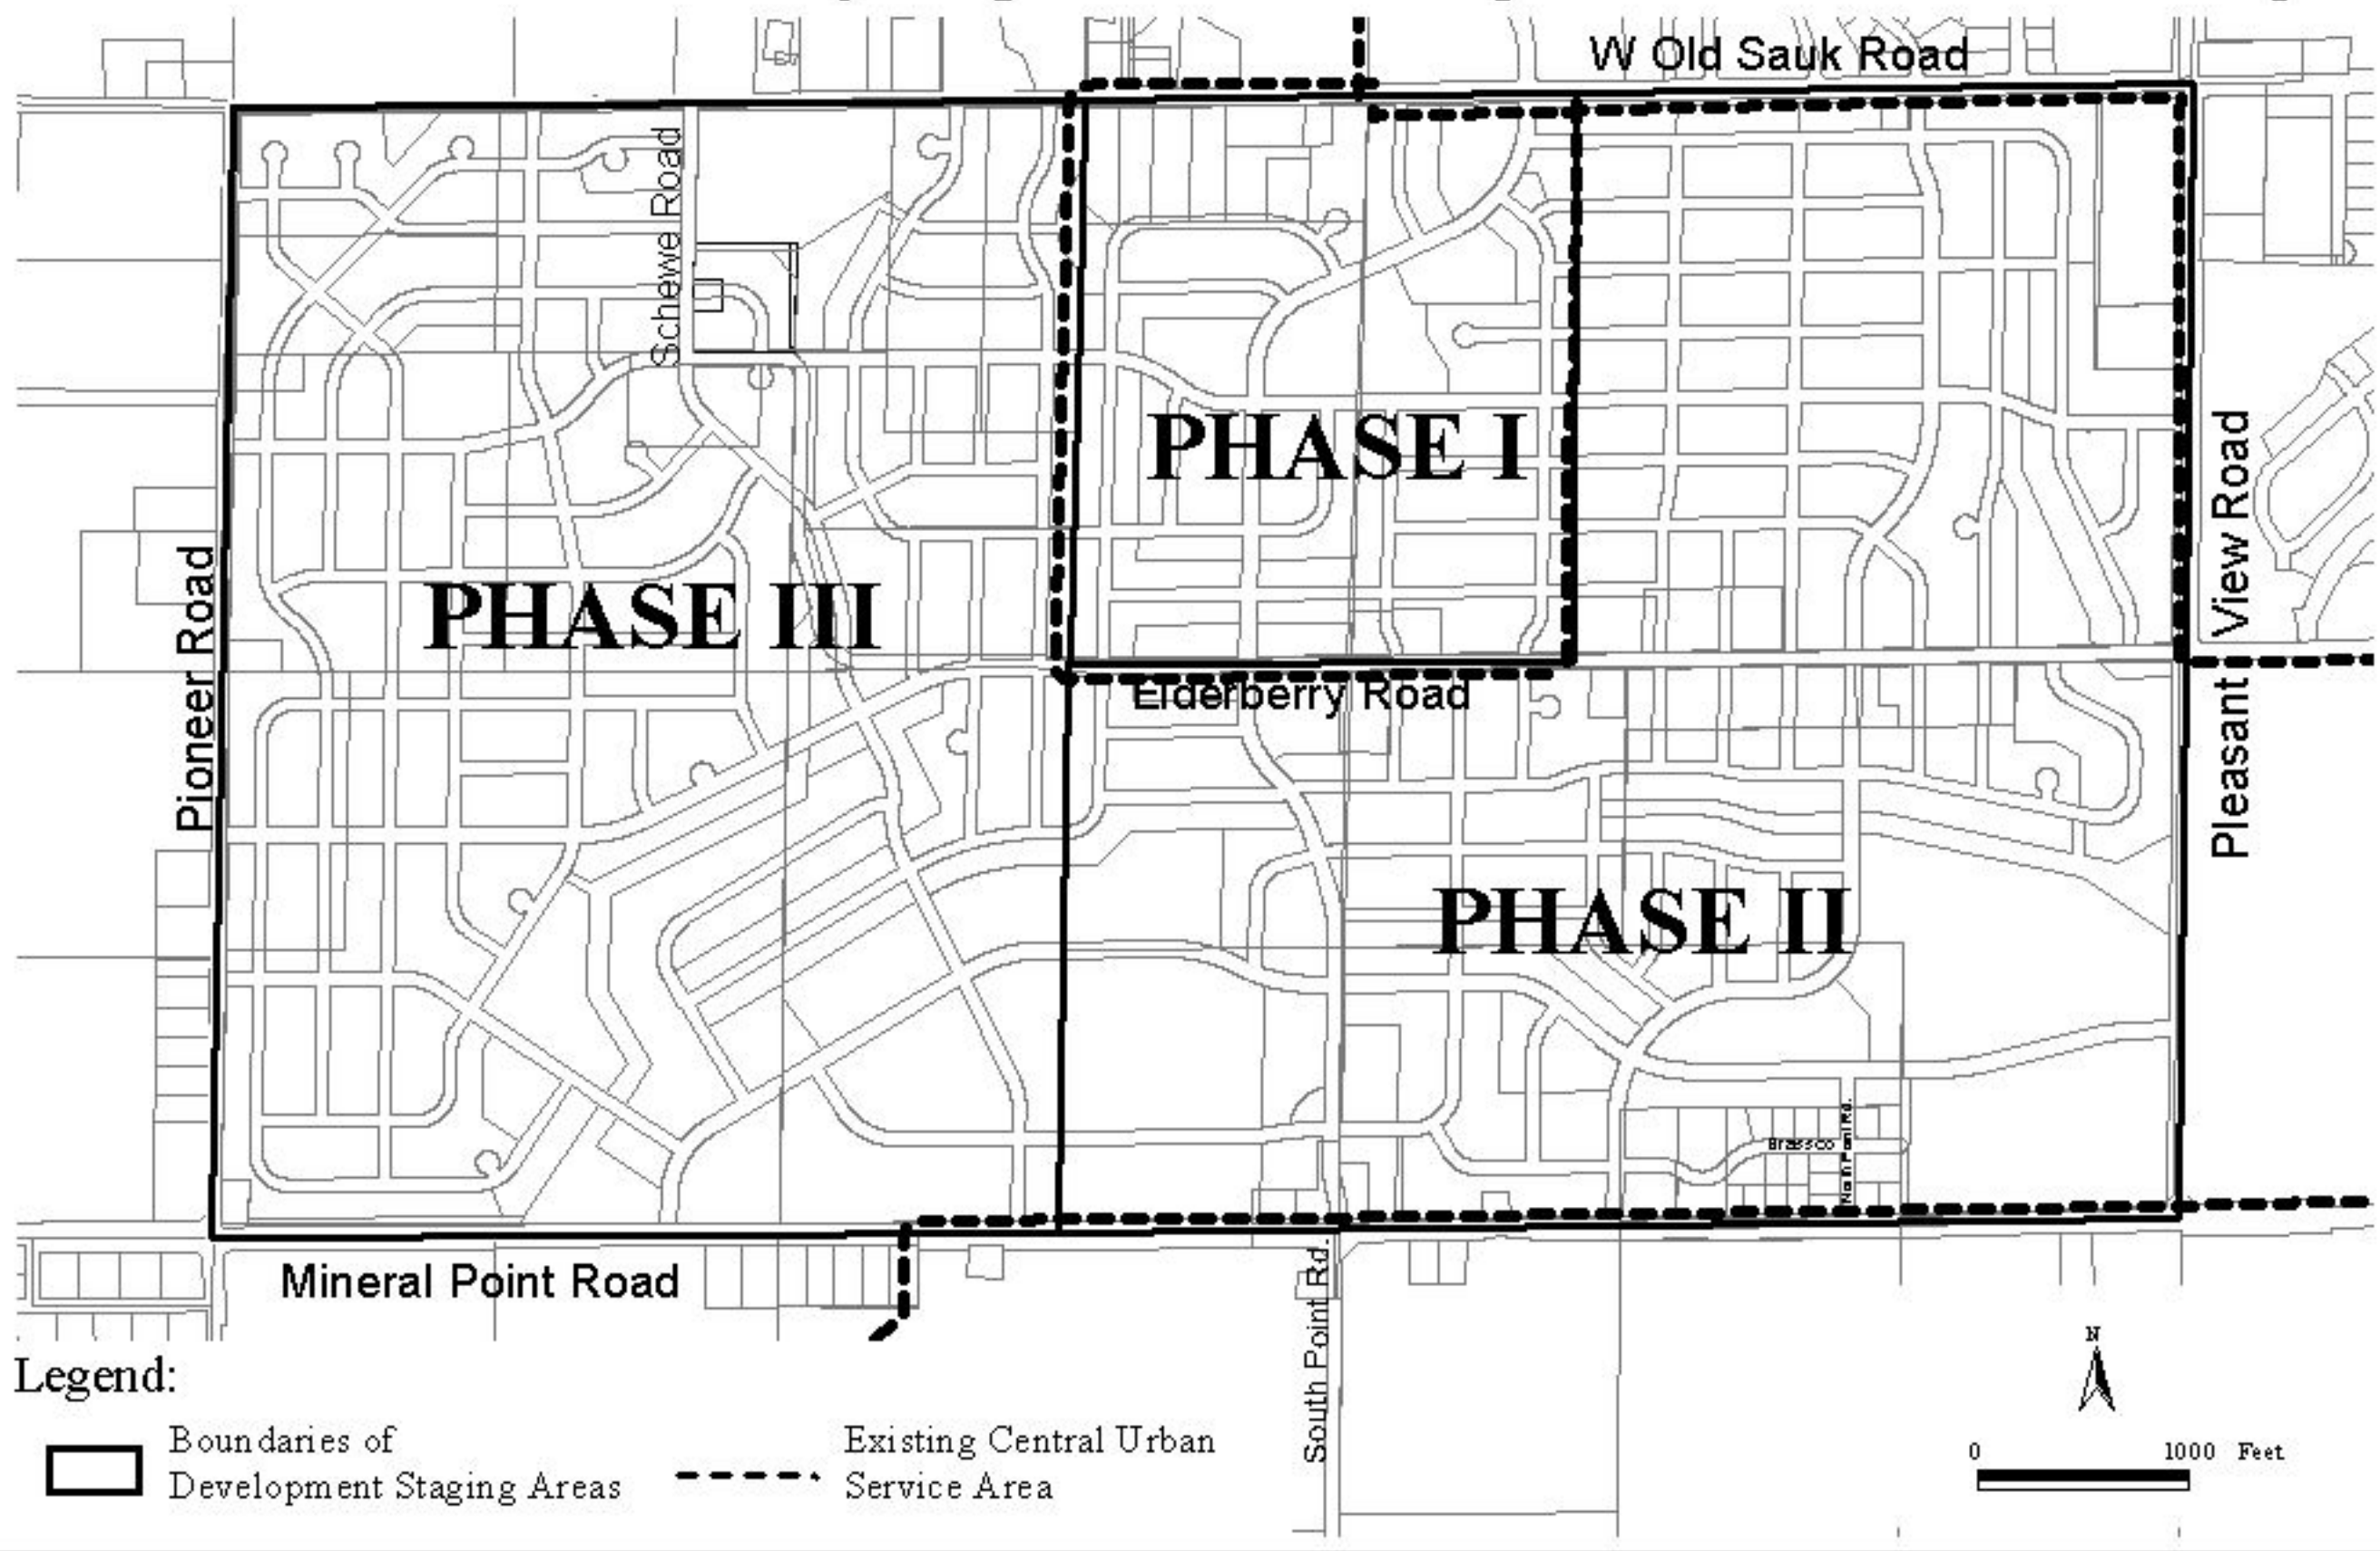 W Old Sauk Road
Schewe Road
PHASE I
Pioneer Road
PHASE III
Pleasant View Road
Elderberry Road
PHASE II
Brassco
Mineral Point Road
South Point Rd.
Legend:
Boundaries of
Development Staging Areas
Existing Central Urban
Service Area
N
0 1000 Feet